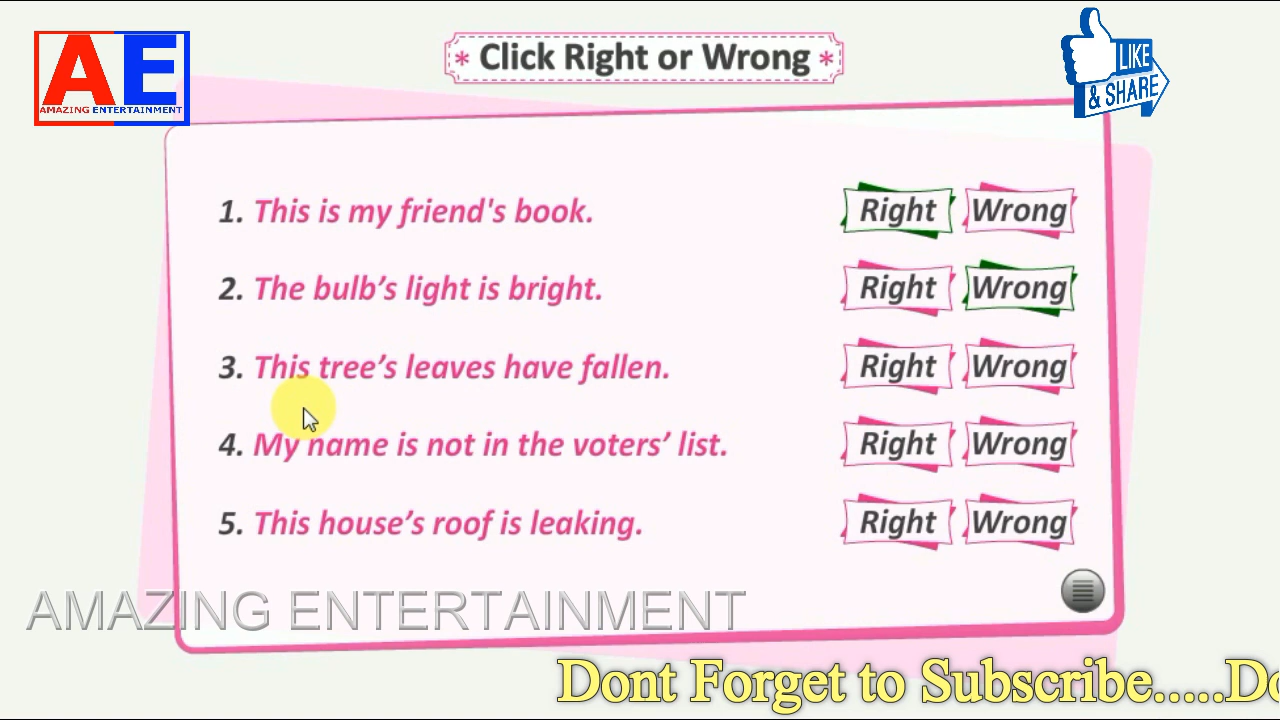 AE
AMAZING ENTERTAINMENT
* Click Right or Wrong *
LIKE
& SHARE
1. This is my friend's book. Right Wrong
2. The bulb’s light is bright. Right Wrong
3. This tree’s leaves have fallen. Right Wrong
4. My name is not in the voters’ list. Right Wrong
5. This house’s roof is leaking. Right Wrong
AMAZING ENTERTAINMENT
Dont Forget to Subscribe.....Do